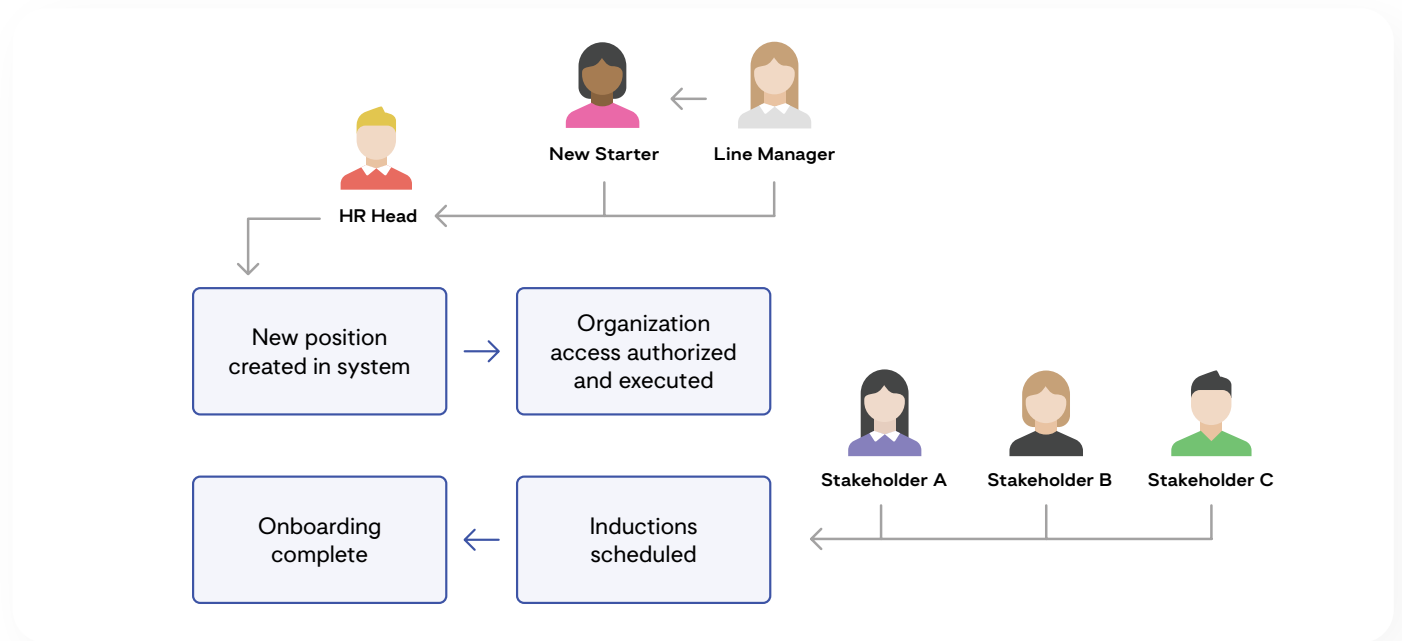 New Starter
Line Manager
HR Head
New position
created in system
Organization
access authorized
and executed
Stakeholder A
Stakeholder B
Stakeholder C
Onboarding
complete
Inductions
scheduled